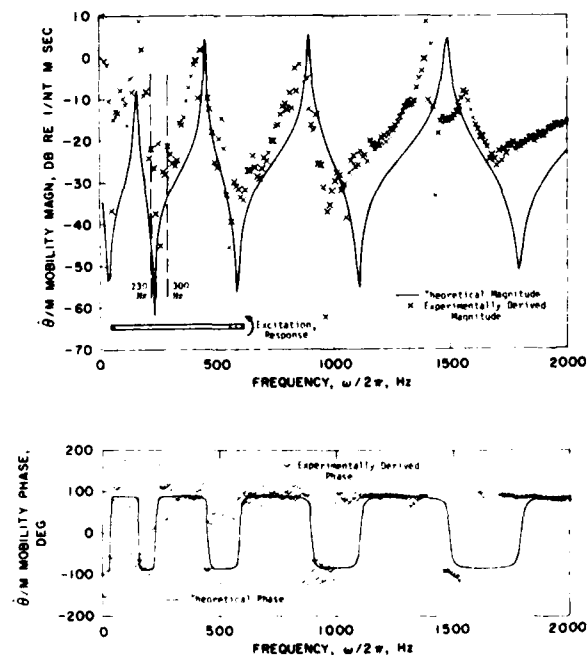 θ̇/M MOBILITY MAGN, DB RE 1/NT M SEC
10
0
-10
-20
-30
-40
-50
-60
-70
230 Hz
300 Hz
Excitation,
Response
Theoretical Magnitude
Experimentally Derived
Magnitude
0
500
1000
1500
2000
FREQUENCY, ω/2π, Hz
θ̇/M MOBILITY PHASE,
DEG
200
100
0
-100
-200
Experimentally Derived
Phase
Theoretical Phase
0
500
1000
1500
2000
FREQUENCY, ω/2π, Hz